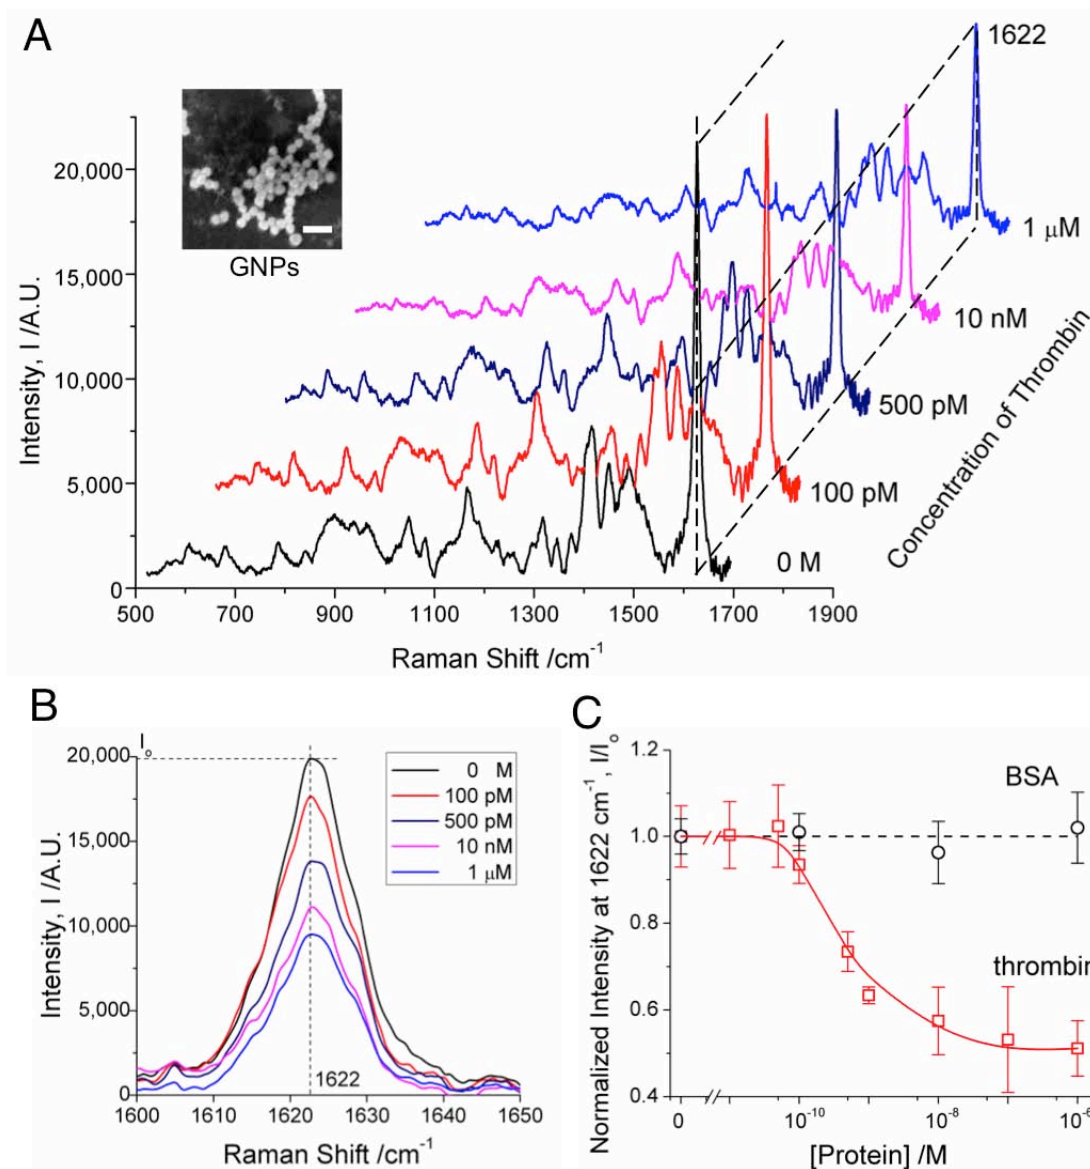 A
1622
20,000
15,000
10,000
5,000
0
Intensity, I /A.U.
GNPs
1 μM
10 nM
500 pM
100 pM
0 M
Concentration of Thrombin
500 700 900 1100 1300 1500 1700 1900
Raman Shift /cm-1
B
Io
20,000
15,000
10,000
5,000
0
Intensity, I /A.U.
0 M
100 pM
500 pM
10 nM
1 μM
1622
1600 1610 1620 1630 1640 1650
Raman Shift/cm-1
C
Normalized Intensity at 1622 cm-1, I/Io
1.2
1.0
0.8
0.6
0.4
BSA
thrombin
0 10-10 10-8 10-6
[Protein] /M